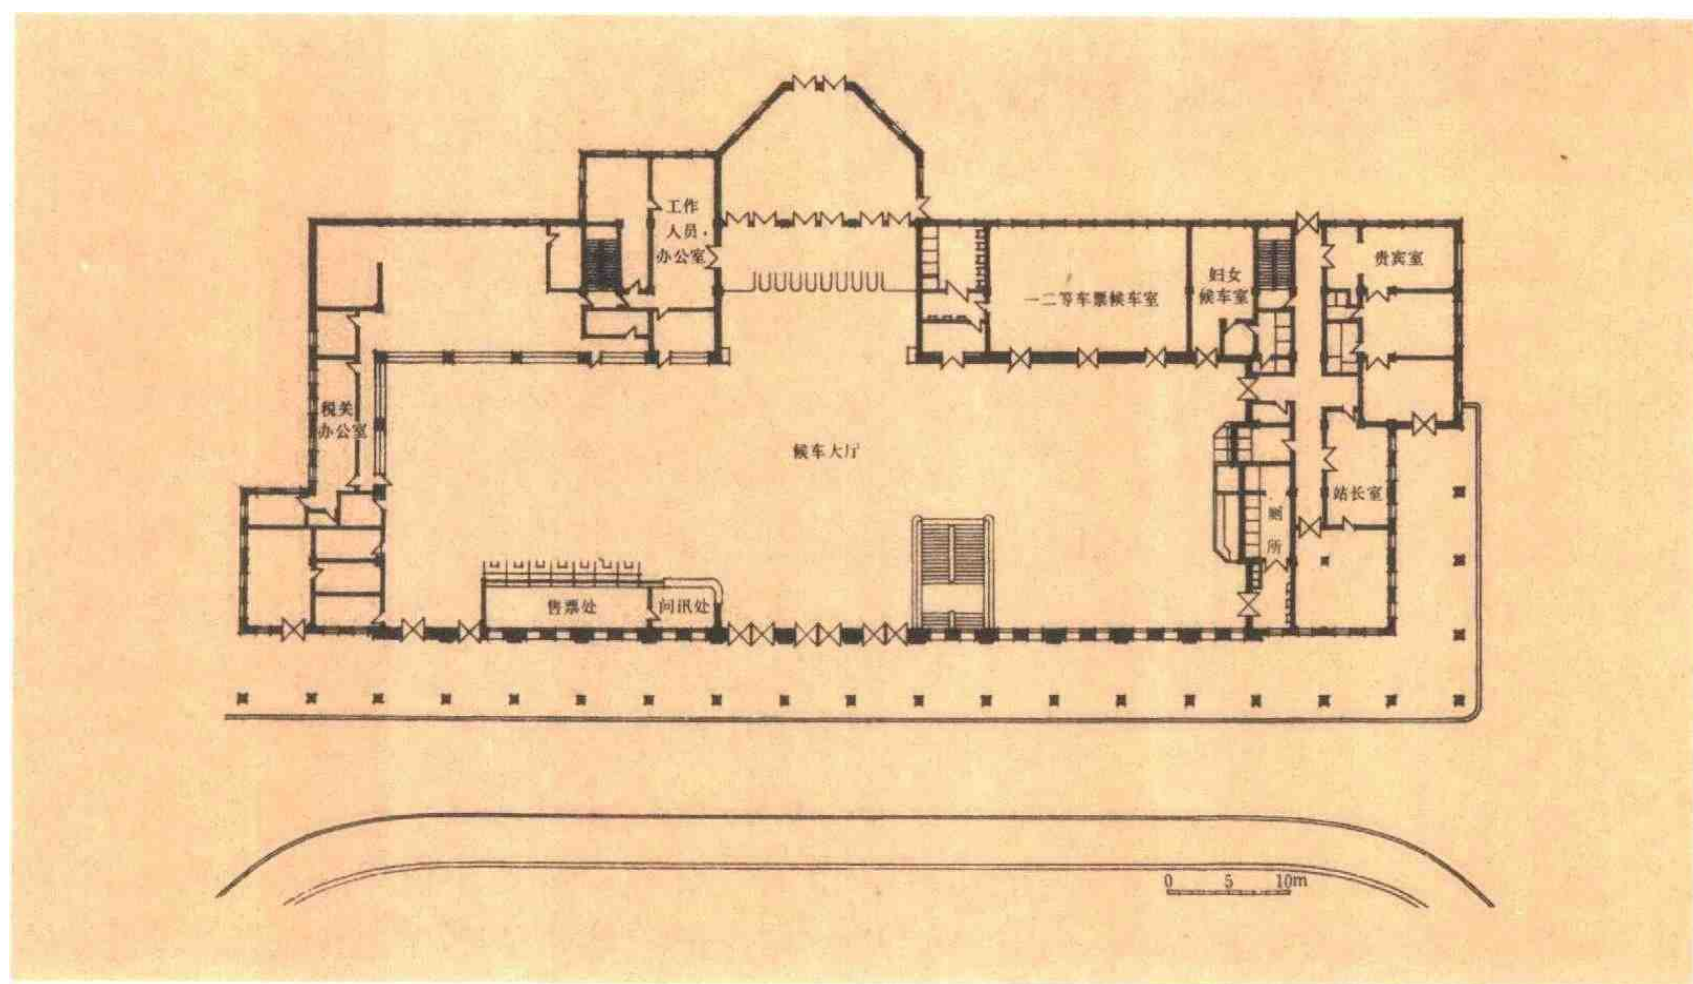 工作
人员
办公室
贵宾室
妇女
候车室
一二等车票候车室
税关
办公室
候车大厅
站长室
所
售票处
问讯处
0 5 10m